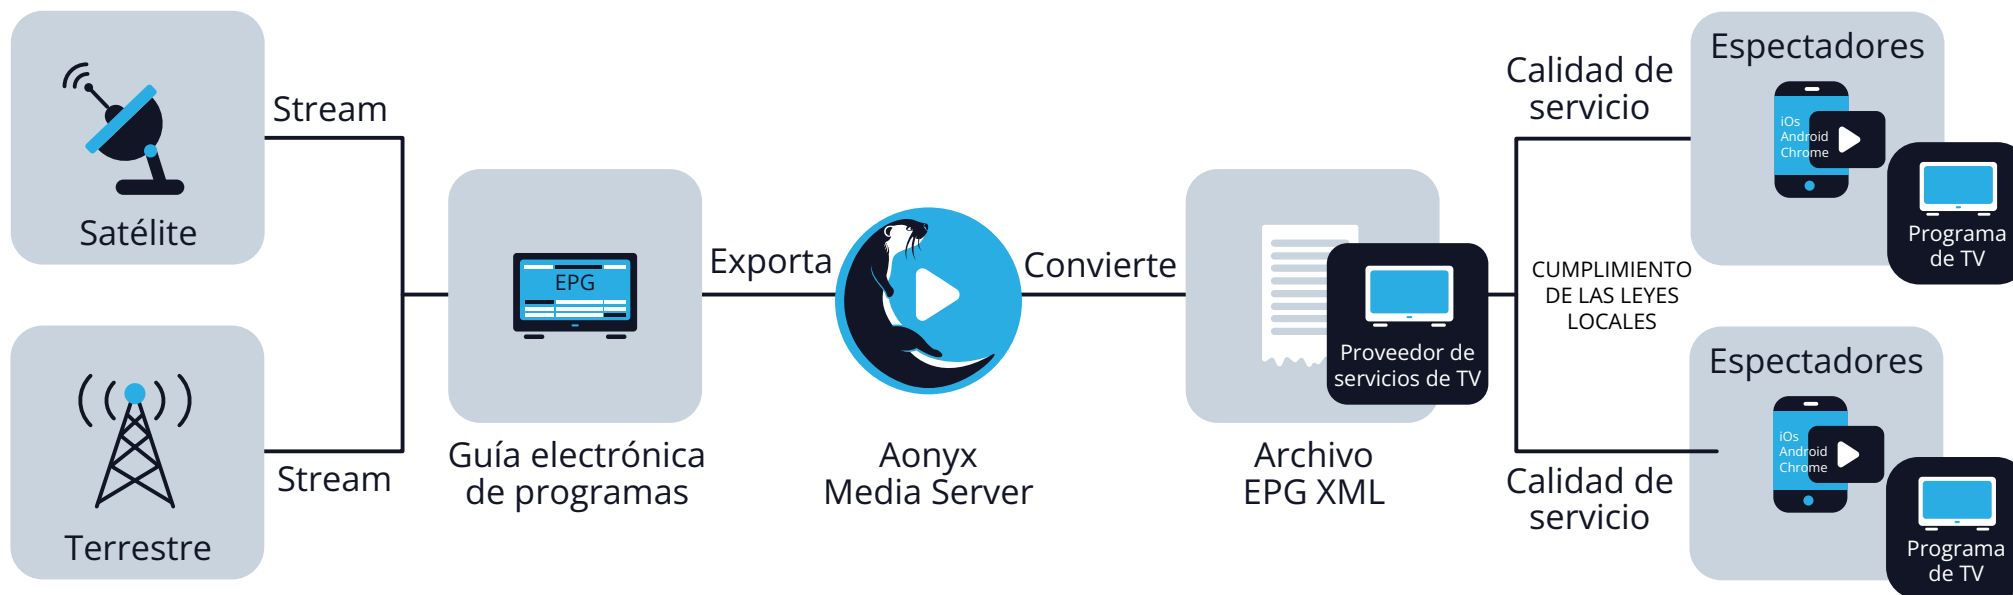 Stream
Satélite
Stream
Terrestre
EPG
Guía electrónica
de programas
Exporta
Aonyx
Media Server
Convierte
Proveedor de
servicios de TV
Archivo
EPG XML
Calidad de
servicio
CUMPLIMIENTO
DE LAS LEYES
LOCALES
Calidad de
servicio
Espectadores
iOs
Android
Chrome
Programa
de TV
Espectadores
iOs
Android
Chrome
Programa
de TV